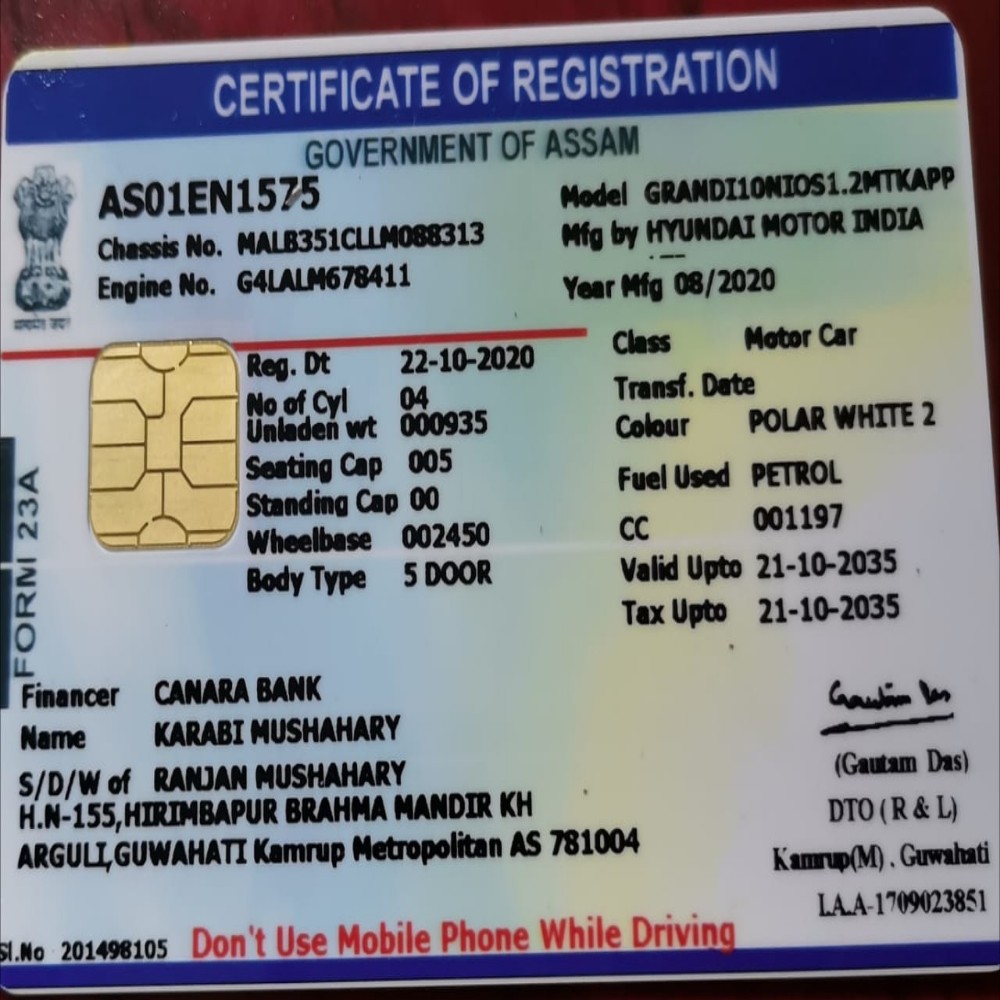 CERTIFICATE OF REGISTRATION
GOVERNMENT OF ASSAM
AS01EN1575
Chassis No. MALB351CLLM088313
Engine No. G4LALM678411
Model GRANDI10NIOS1.2MTKAPP
Mfg by HYUNDAI MOTOR INDIA
Year Mfg 08/2020
Reg. Dt 22-10-2020
No of Cyl 04
Unladen wt 000935
Seating Cap 005
Standing Cap 00
Wheelbase 002450
Body Type 5 DOOR
Class Motor Car
Transf. Date
Colour POLAR WHITE 2
Fuel Used PETROL
CC 001197
Valid Upto 21-10-2035
Tax Upto 21-10-2035
FORM 23A
Financer CANARA BANK
Name KARABI MUSHAHARY
S/D/W of RANJAN MUSHAHARY
H.N-155,HIRIMBAPUR BRAHMA MANDIR KH
ARGULI,GUWAHATI Kamrup Metropolitan AS 781004
Gautam Das
(Gautam Das)
DTO ( R & L)
Kamrup(M) . Guwahati
I.A.A-1709023851
Sl.No 201498105
Don't Use Mobile Phone While Driving